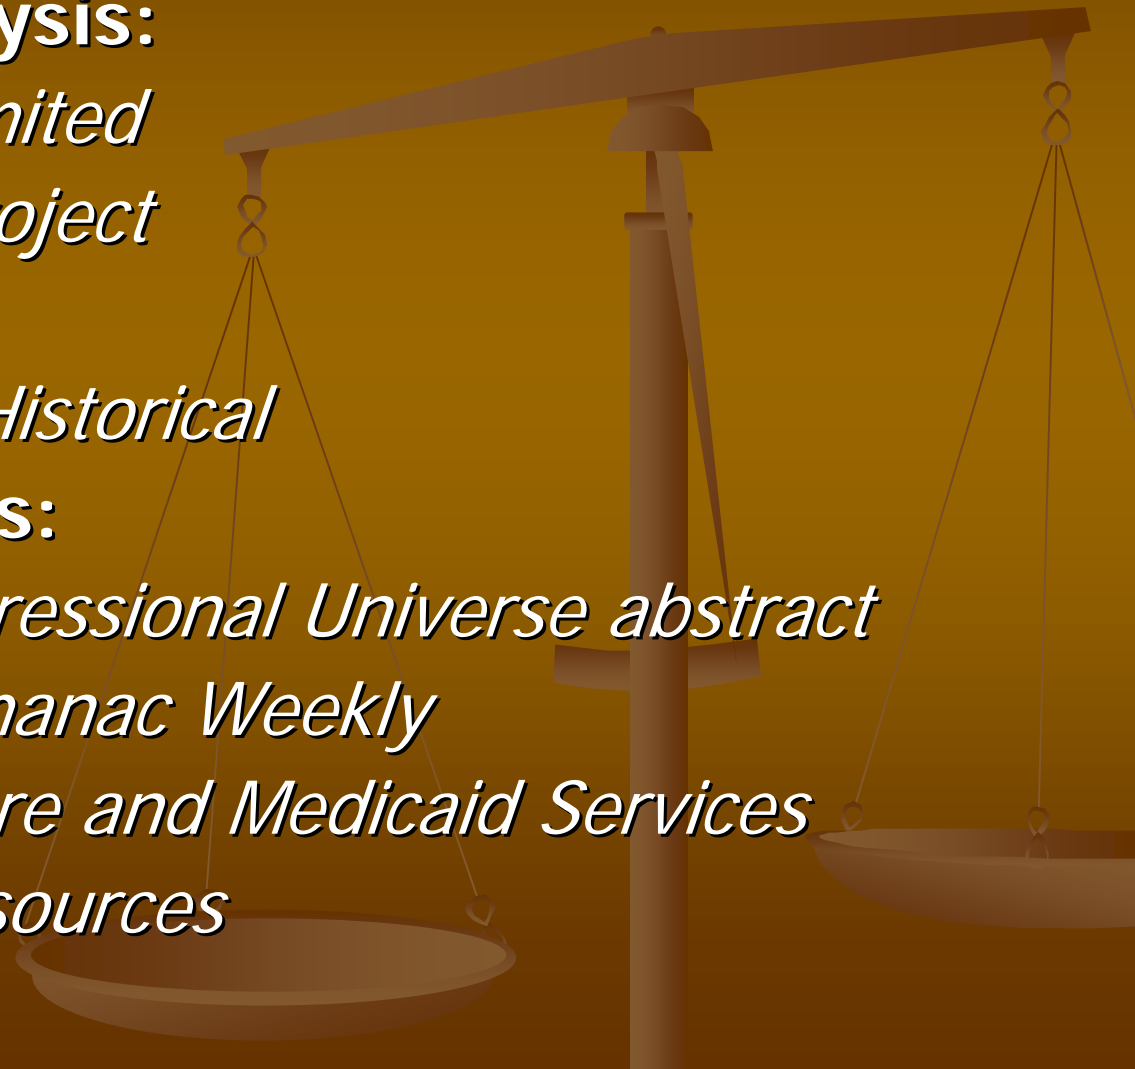 ysis:
nited
oject
Historical
s:
ressional Universe abstract
nanac Weekly
re and Medicaid Services
sources